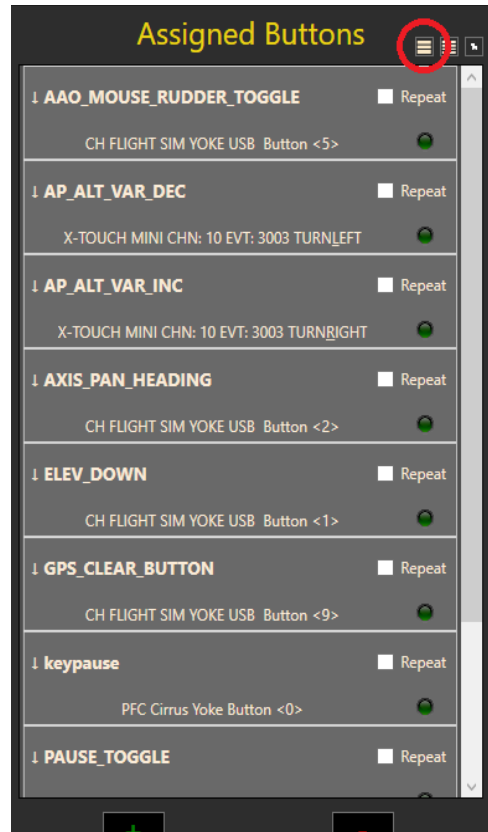 Assigned Buttons
↓ AAO_MOUSE_RUDDER_TOGGLE Repeat
CH FLIGHT SIM YOKE USB Button <5>
↓ AP_ALT_VAR_DEC Repeat
X-TOUCH MINI CHN: 10 EVT: 3003 TURNLEFT
↓ AP_ALT_VAR_INC Repeat
X-TOUCH MINI CHN: 10 EVT: 3003 TURNRIGHT
↓ AXIS_PAN_HEADING Repeat
CH FLIGHT SIM YOKE USB Button <2>
↓ ELEV_DOWN Repeat
CH FLIGHT SIM YOKE USB Button <1>
↓ GPS_CLEAR_BUTTON Repeat
CH FLIGHT SIM YOKE USB Button <9>
↓ keypause Repeat
PFC Cirrus Yoke Button <0>
↓ PAUSE_TOGGLE Repeat